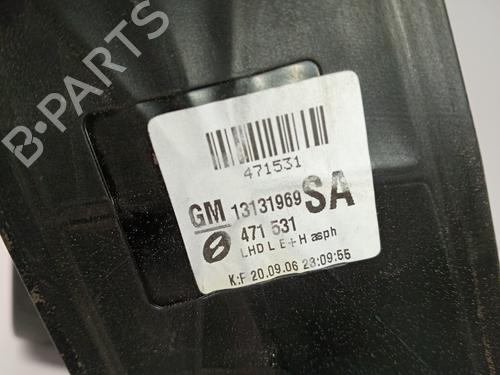 B-PARTS
471531
GM 13131969 SA
471 531
LHD L E+H asph
K:F 20.09.06 23:09:55